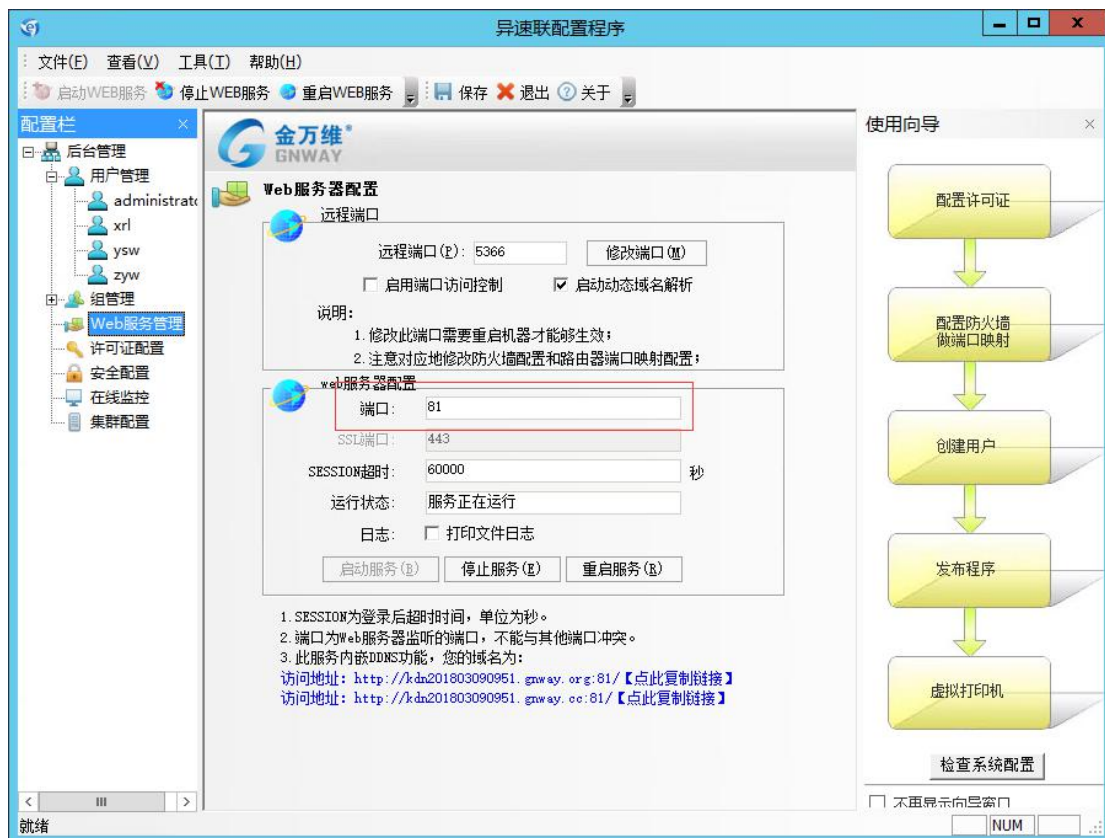 异速联配置程序
文件(F) 查看(V) 工具(T) 帮助(H)
启动WEB服务 停止WEB服务 重启WEB服务 保存 退出 关于
配置栏
后台管理
用户管理
administrato
xrl
ysw
zyw
组管理
Web服务管理
许可证配置
安全配置
在线监控
集群配置
金万维®
GNWAY
Web服务器配置
远程端口
远程端口(P): 5366 修改端口(M)
启用端口访问控制 启动动态域名解析
说明:
1.修改此端口需要重启机器才能够生效;
2.注意对应地修改防火墙配置和路由器端口映射配置;
web服务器配置
端口: 81
SSL端口: 443
SESSION超时: 60000 秒
运行状态: 服务正在运行
日志: 打印文件日志
启动服务(B) 停止服务(E) 重启服务(R)
1.SESSION为登录后超时时间,单位为秒。
2.端口为Web服务器监听的端口,不能与其他端口冲突。
3.此服务内嵌DDNS功能,您的域名为:
访问地址: http://kdn201803090951.gnway.org:81/【点此复制链接】
访问地址: http://kdn201803090951.gnway.cc:81/【点此复制链接】
使用向导
配置许可证
配置防火墙
做端口映射
创建用户
发布程序
虚拟打印机
检查系统配置
不再显示向导窗口
就绪
NUM